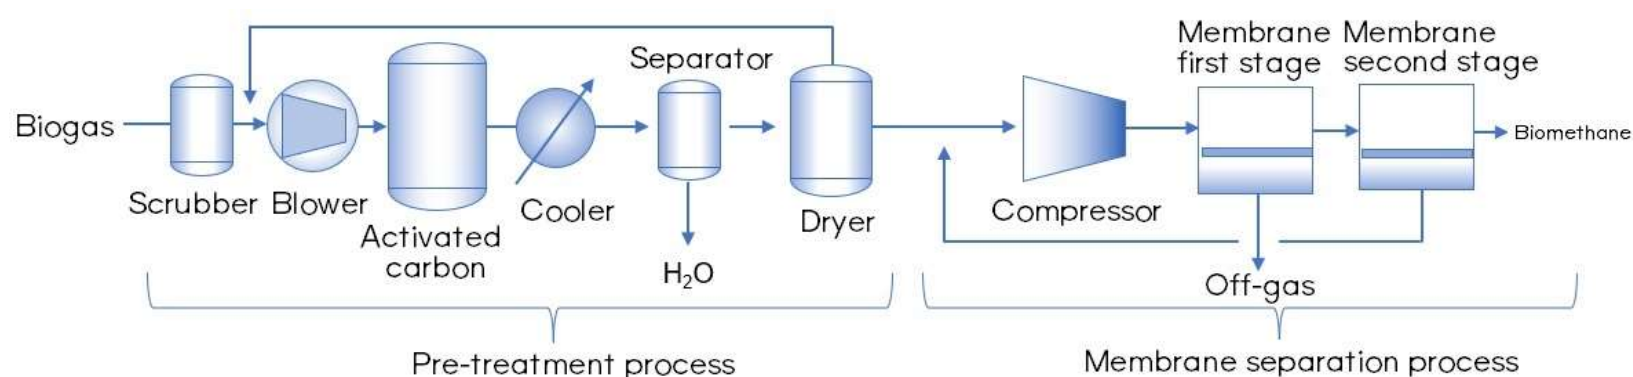 Separator
Membrane
first stage
Membrane
second stage
Biogas
Biomethane
Scrubber
Blower
Activated
carbon
Cooler
H₂O
Dryer
Compressor
Off-gas
Pre-treatment process
Membrane separation process